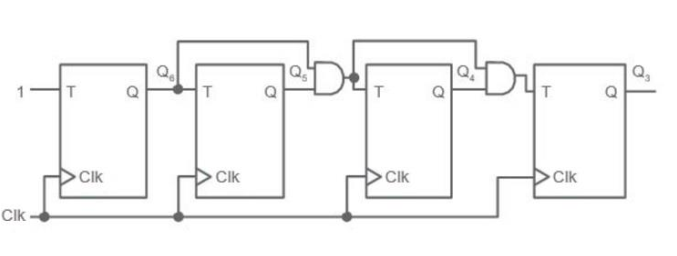 Q₆ Q₅ Q₄ Q₃
1 T Q T Q T Q T Q
Clk Clk Clk Clk
Clk